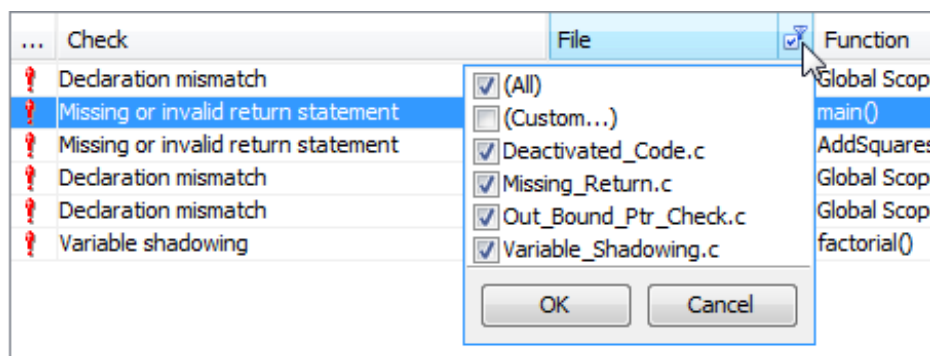 ... Check File Function
Declaration mismatch Global Scop
Missing or invalid return statement main()
Missing or invalid return statement AddSquares
Declaration mismatch Global Scop
Declaration mismatch Global Scop
Variable shadowing factorial()
(All)
(Custom...)
Deactivated_Code.c
Missing_Return.c
Out_Bound_Ptr_Check.c
Variable_Shadowing.c
OK Cancel